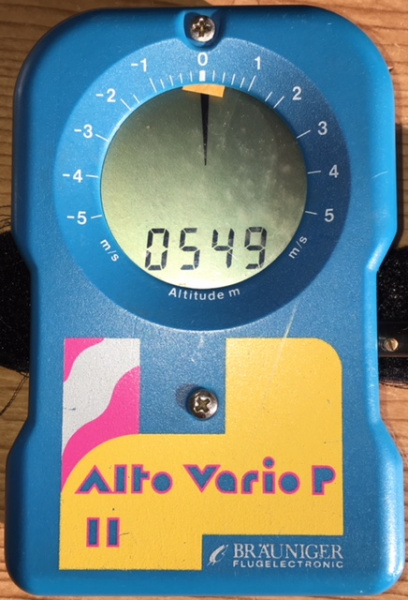 -1 0 1
-2 2
-3 3
-4 4
-5 5
m/s m/s
0549
Altitude m
Alto Vario P
II
BRÄUNIGER
FLUGELECTRONIC